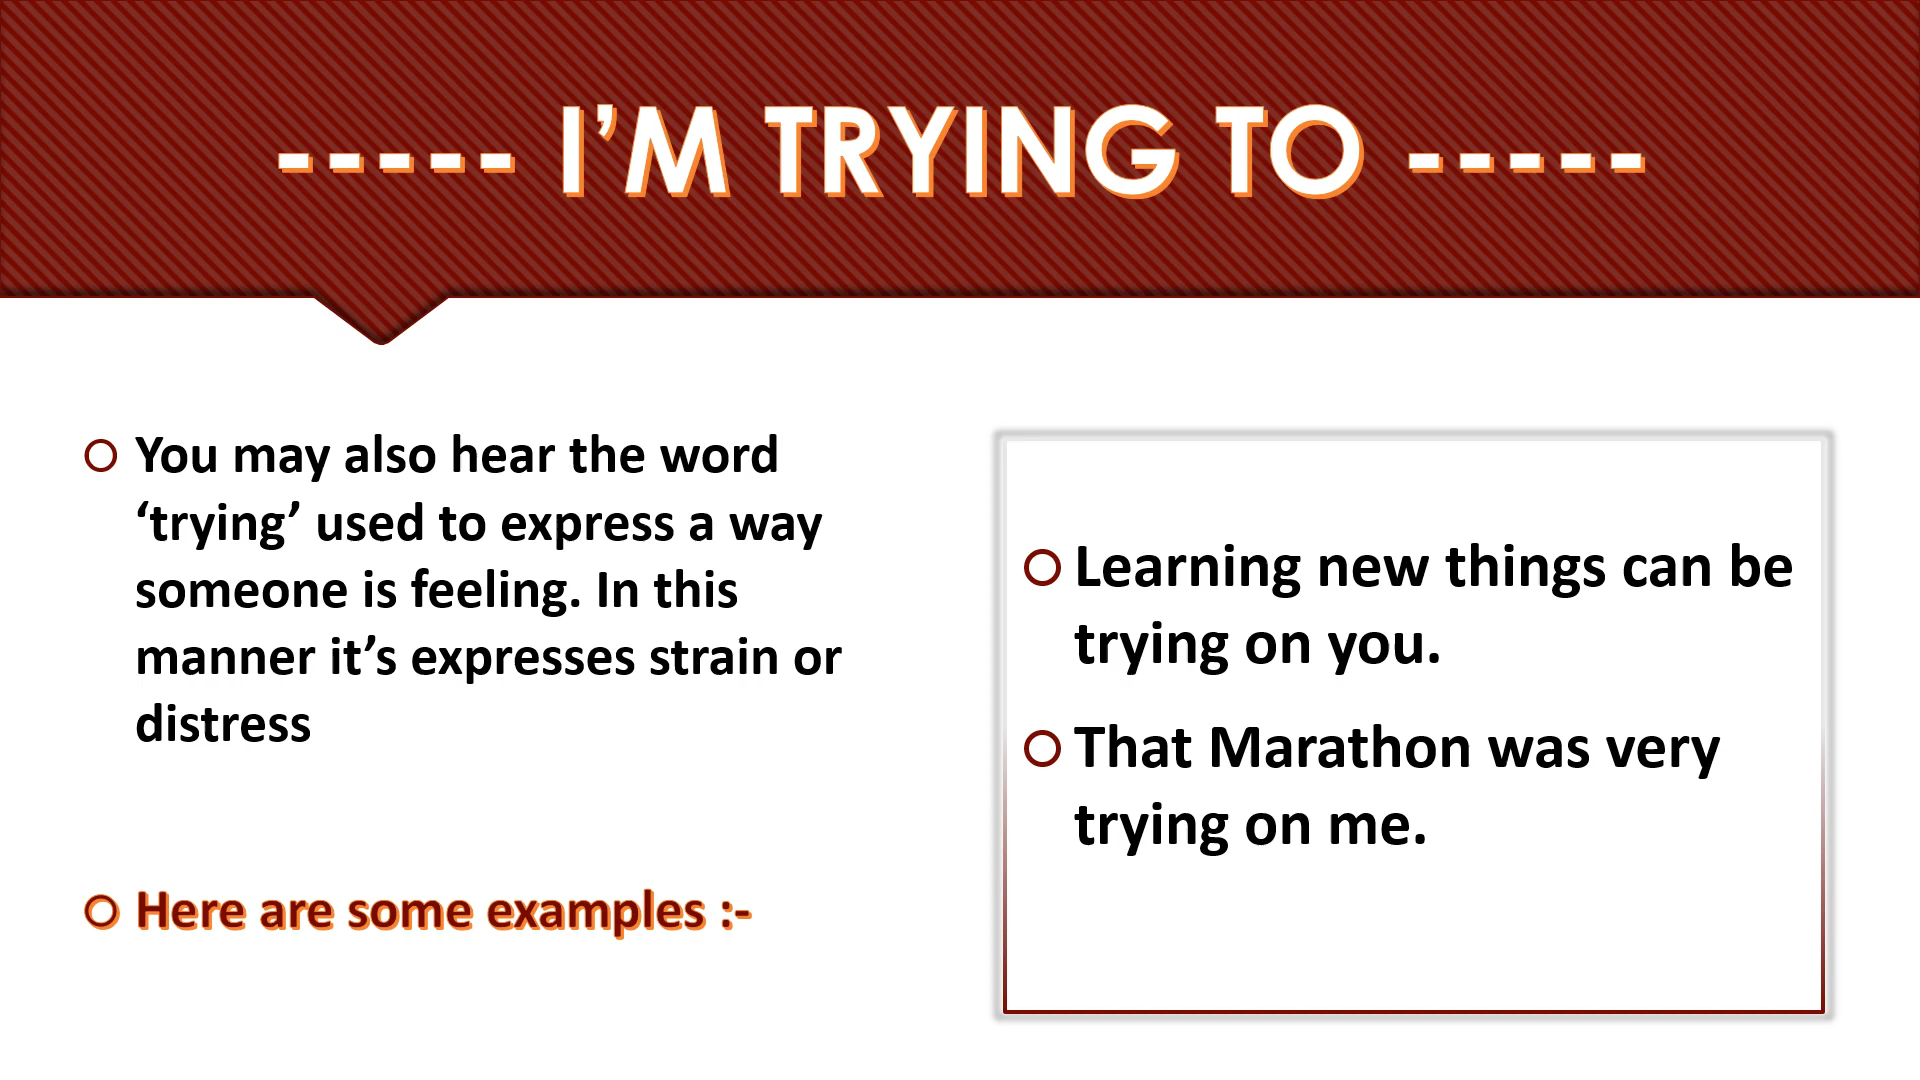 ----- I’M TRYING TO -----
You may also hear the word
‘trying’ used to express a way
someone is feeling. In this
manner it’s expresses strain or
distress
Here are some examples :-
Learning new things can be
trying on you.
That Marathon was very
trying on me.